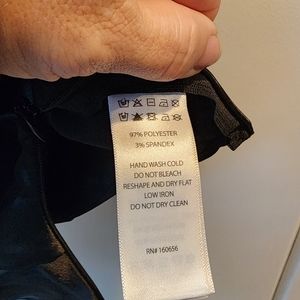 97% POLYESTER
3% SPANDEX
HAND WASH COLD
DO NOT BLEACH
RESHAPE AND DRY FLAT
LOW IRON
DO NOT DRY CLEAN
RN# 160656